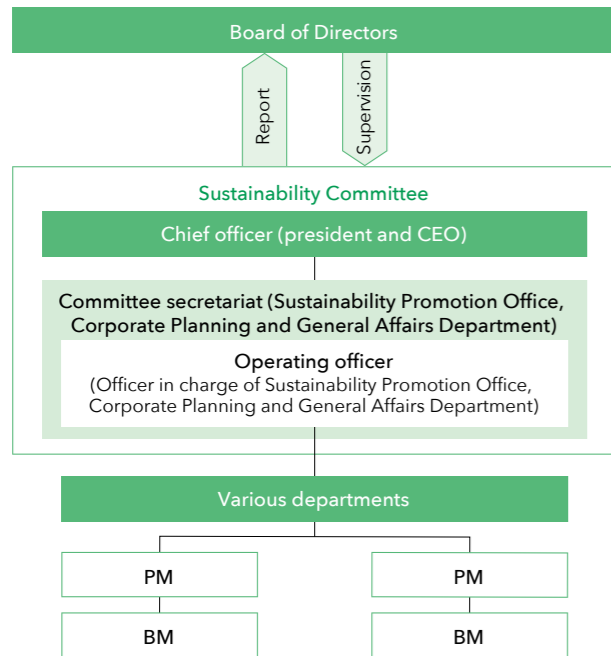 Board of Directors
Report
Supervision
Sustainability Committee
Chief officer (president and CEO)
Committee secretariat (Sustainability Promotion Office,
Corporate Planning and General Affairs Department)
Operating officer
(Officer in charge of Sustainability Promotion Office,
Corporate Planning and General Affairs Department)
Various departments
PM
PM
BM
BM